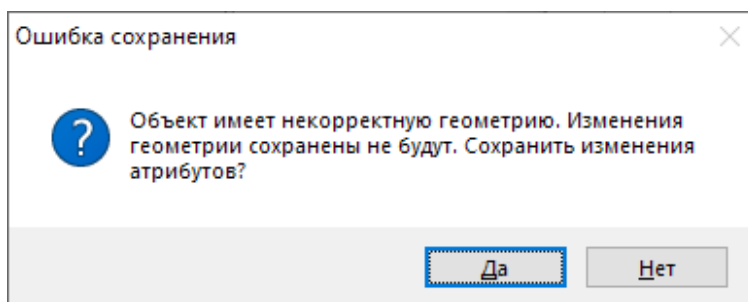 Ошибка сохранения
Объект имеет некорректную геометрию. Изменения
геометрии сохранены не будут. Сохранить изменения
атрибутов?
Да
Нет